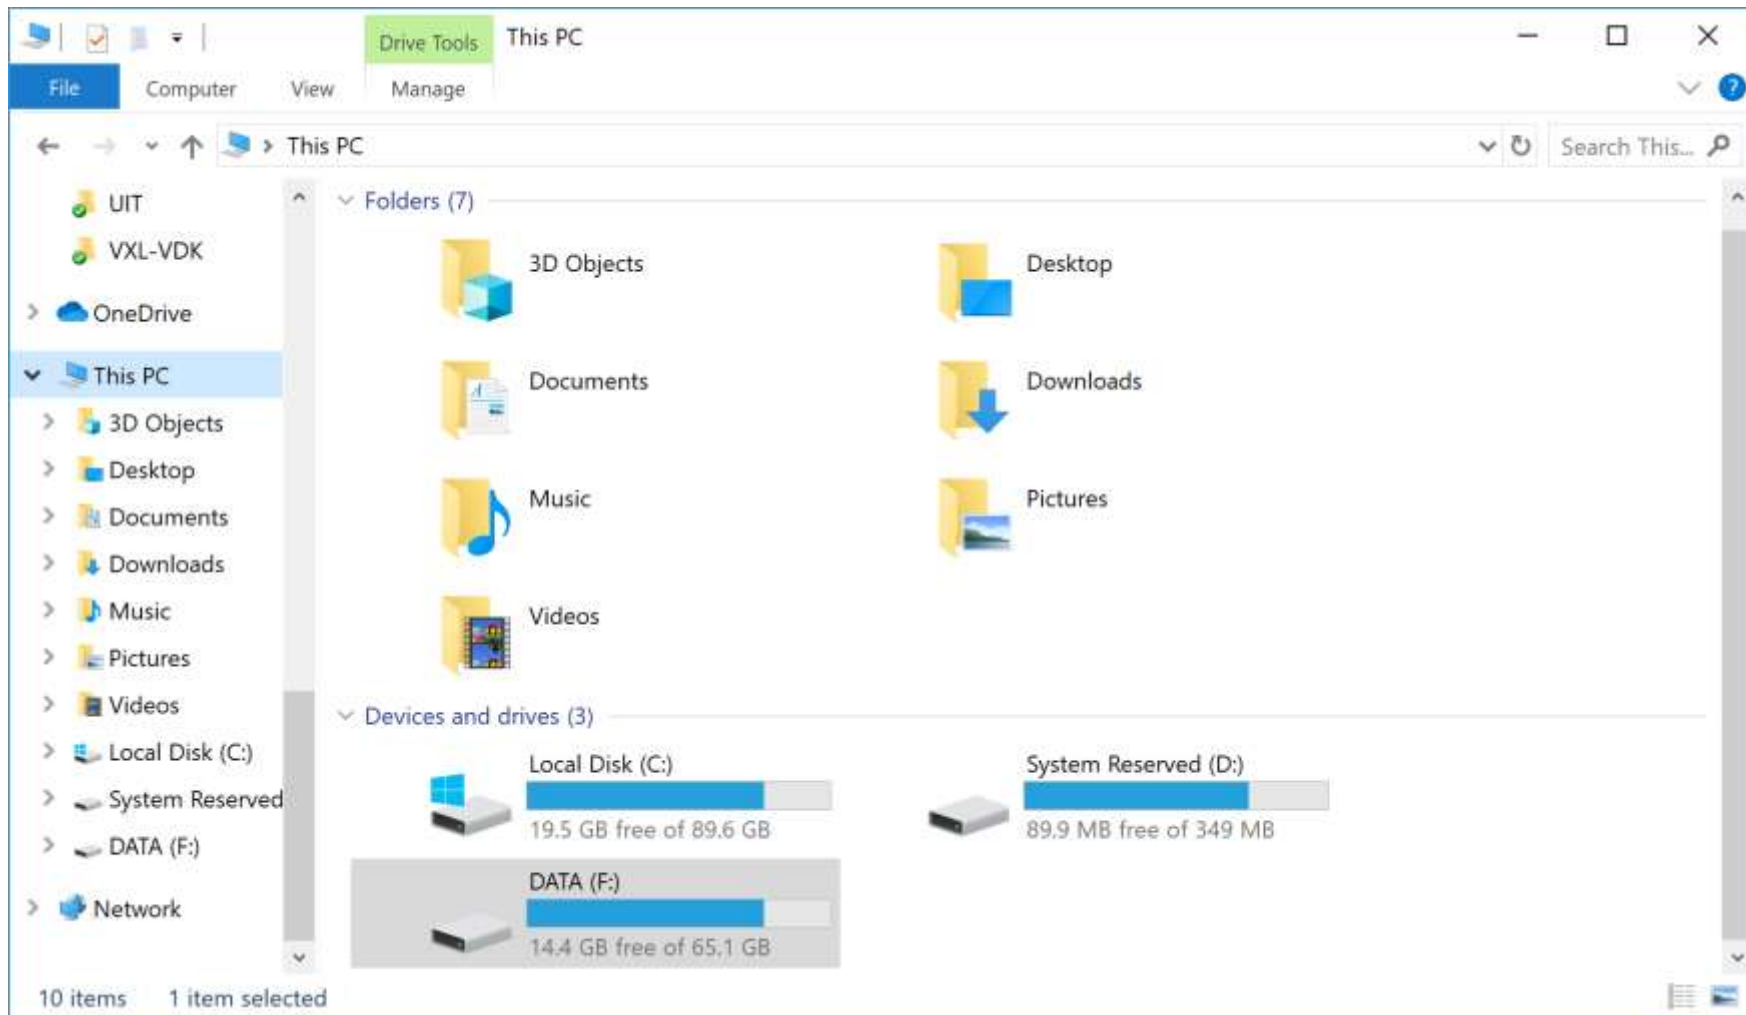 Drive Tools This PC
File Computer View Manage
This PC Search This...
UIT
VXL-VDK
OneDrive
This PC
3D Objects
Desktop
Documents
Downloads
Music
Pictures
Videos
Local Disk (C:)
System Reserved
DATA (F:)
Network
Folders (7)
3D Objects
Desktop
Documents
Downloads
Music
Pictures
Videos
Devices and drives (3)
Local Disk (C:)
19.5 GB free of 89.6 GB
System Reserved (D:)
89.9 MB free of 349 MB
DATA (F:)
14.4 GB free of 65.1 GB
10 items 1 item selected